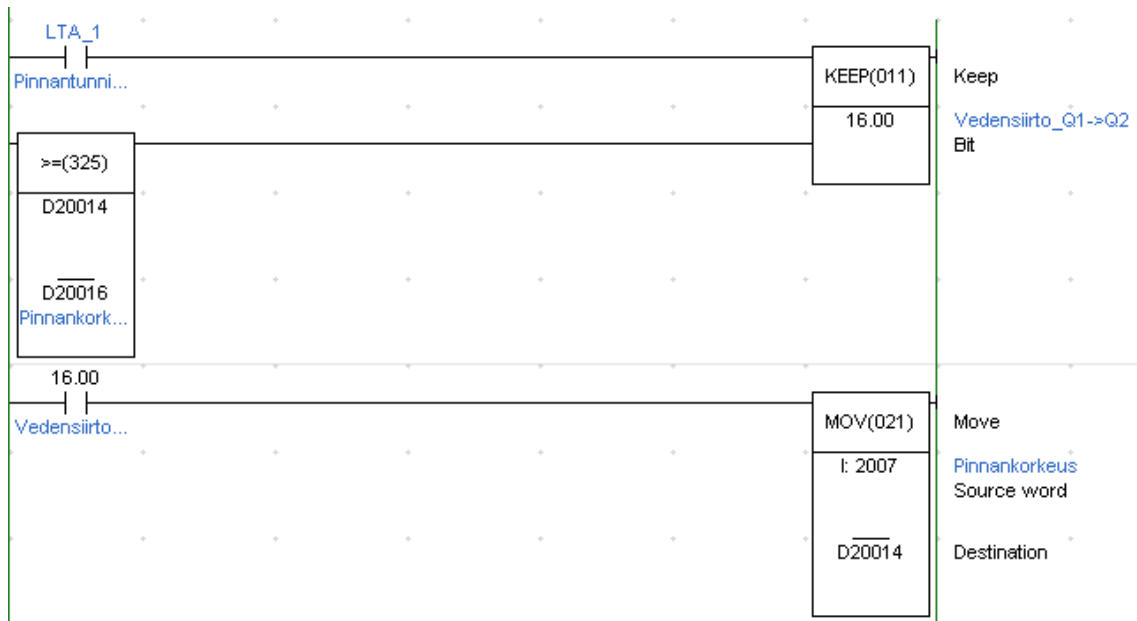 LTA_1
Pinnantunni...
KEEP(011)
Keep
16.00
Vedensiirto_Q1->Q2
Bit
>=(325)
D20014
D20016
Pinnankork...
16.00
Vedensiirto...
MOV(021)
Move
I: 2007
Pinnankorkeus
Source word
D20014
Destination